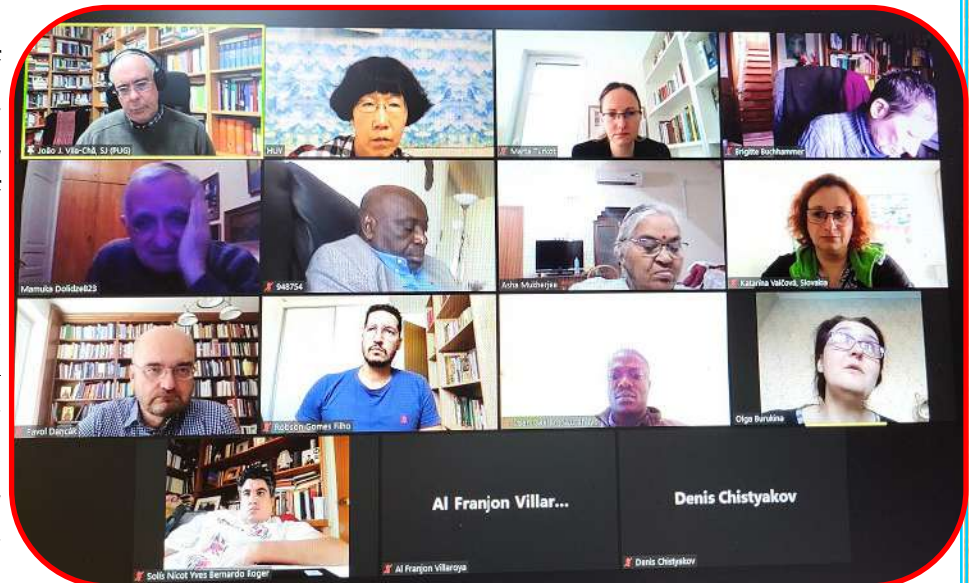 João J. Vila-Chã, SJ (PUG)
HUY
Marta Turkot
Brigitte Buchhammer
Mamuka Dolidze823
948754
Asha Mukherjee
Katarína Valčová, Slovakia
Pavol Dancák
Robson Gomes Filho
Olga Burukina
Al Franjon Villar...
Denis Chistyakov
Solís Nicot Yves Bernardo Roger
Al Franjon Villaroya
Denis Chistyakov